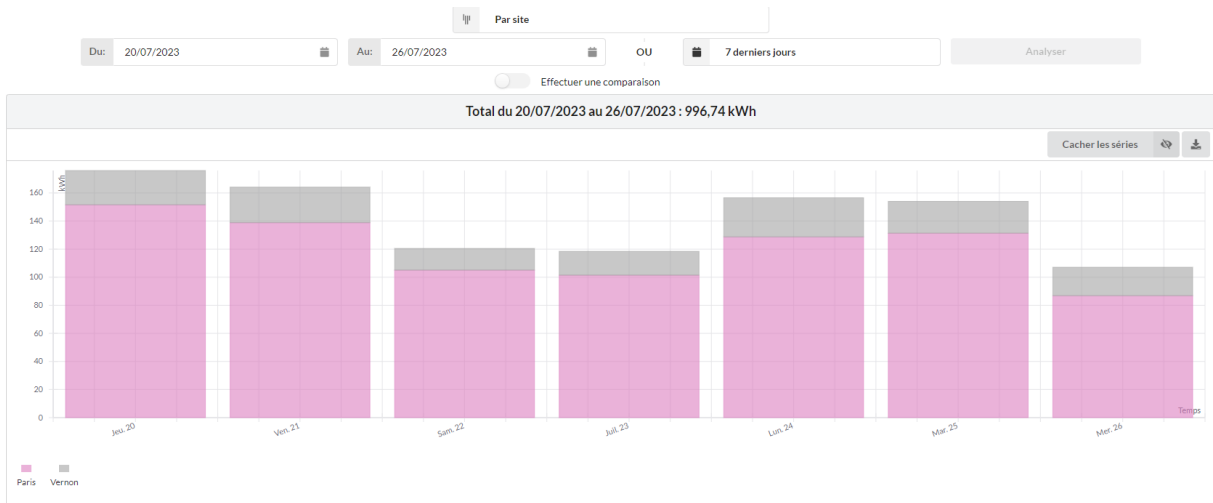 Par site
Du: 20/07/2023 Au: 26/07/2023 OU 7 derniers jours Analyser
Effectuer une comparaison
Total du 20/07/2023 au 26/07/2023 : 996,74 kWh
Cacher les séries
kWh
160
140
120
100
80
60
40
20
0
Temps
Jeu. 20 Ven. 21 Sam. 22 Juil. 23 Lun. 24 Mar. 25 Mer. 26
Paris Vernon